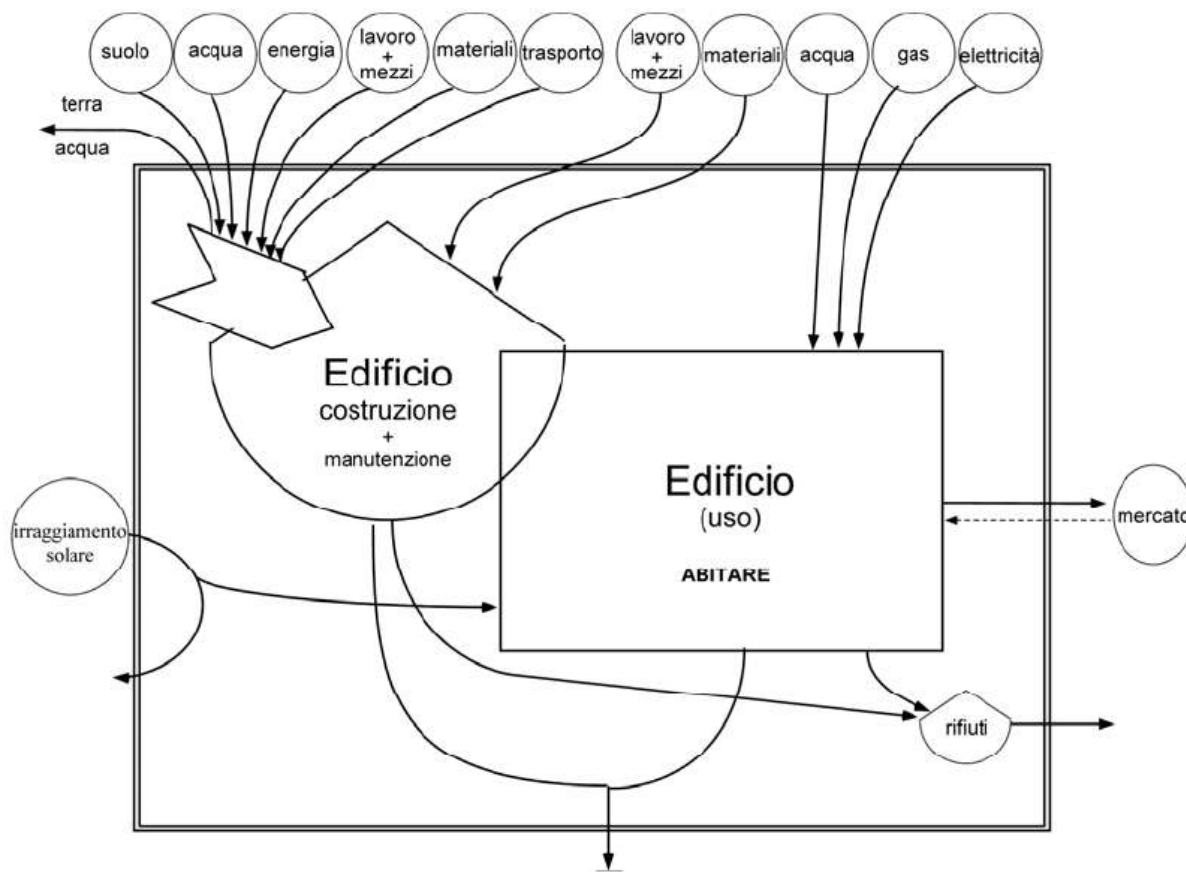 suolo
acqua
energia
lavoro
+
mezzi
materiali
trasporto
lavoro
+
mezzi
materiali
acqua
gas
elettricità
terra
acqua
Edificio
costruzione
+
manutenzione
Edificio
(uso)
ABITARE
irraggiamento
solare
mercato
rifiuti